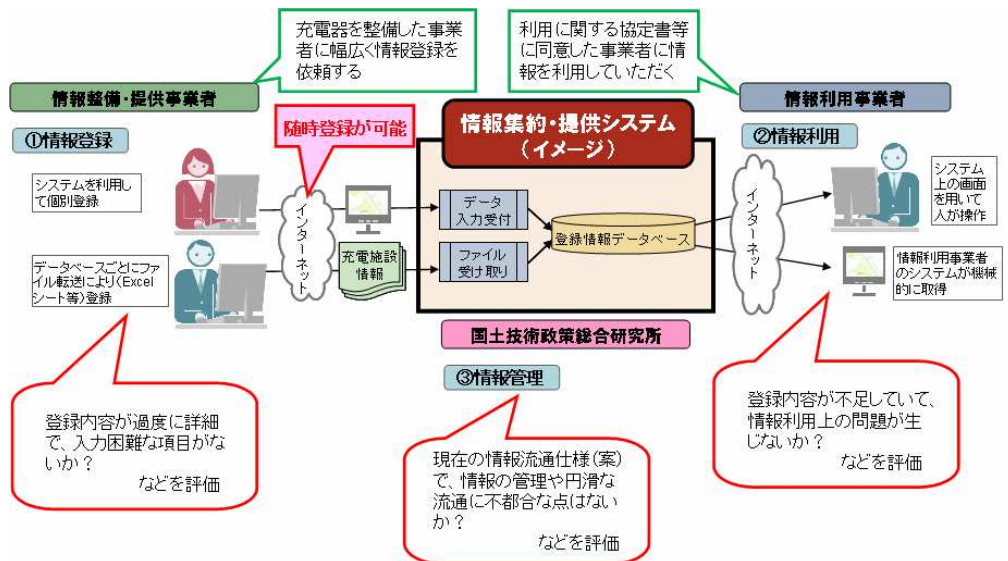 充電器を整備した事業
者に幅広く情報登録を
依頼する
利用に関する協定書等
に同意した事業者に情
報を利用していただく
情報整備・提供事業者
情報利用事業者
①情報登録
随時登録が可能
情報集約・提供システム
（イメージ）
②情報利用
システムを利用し
て個別登録
インターネット
データ
入力受付
登録情報データベース
インターネット
システム
上の画面
を用いて
人が操作
データベースごとにファ
イル転送により（Excel
シート等）登録
充電施設
情報
ファイル
受け取り
情報利用事業者
のシステムが機械
的に取得
国土技術政策総合研究所
③情報管理
登録内容が過度に詳細
で、入力困難な項目がな
いか？
などを評価
現在の情報流通仕様（案）
で、情報の管理や円滑な
流通に不都合な点はない
か？
などを評価
登録内容が不足していて、
情報利用上の問題が生
じないか？
などを評価